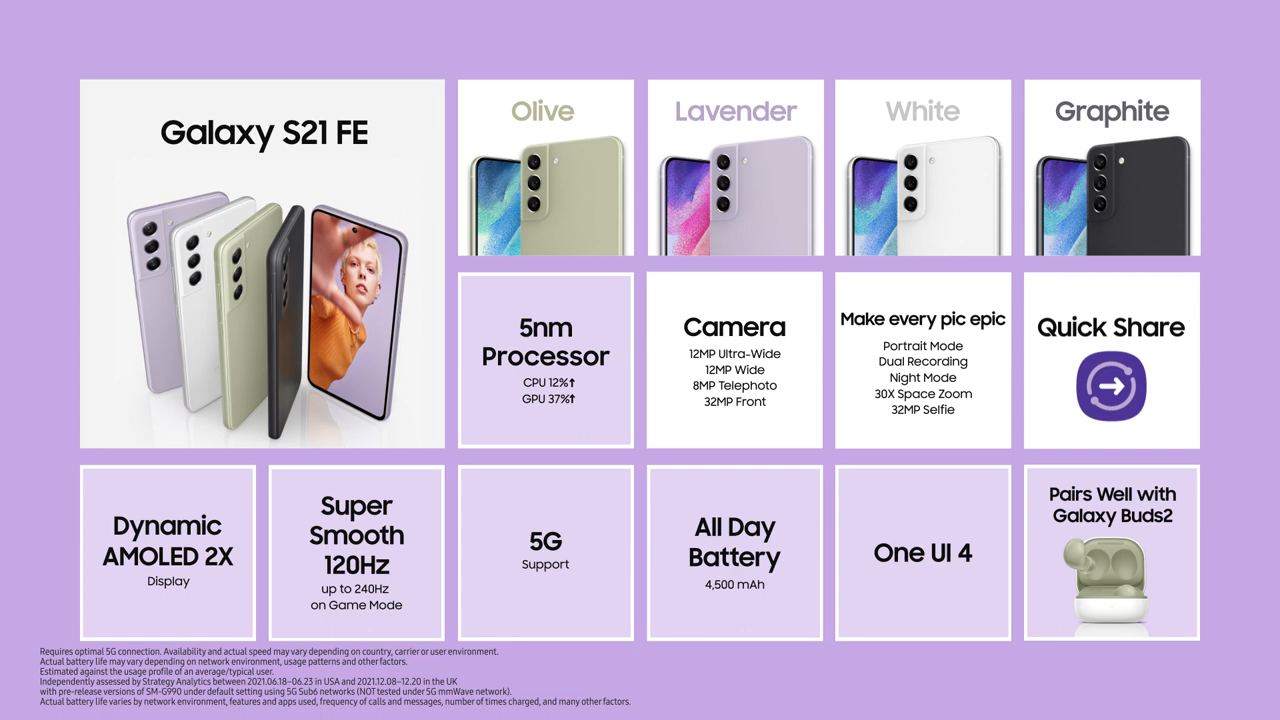 Galaxy S21 FE
Olive
Lavender
White
Graphite
5nm
Processor
CPU 12%↑
GPU 37%↑
Camera
12MP Ultra-Wide
12MP Wide
8MP Telephoto
32MP Front
Make every pic epic
Portrait Mode
Dual Recording
Night Mode
30X Space Zoom
32MP Selfie
Quick Share
Dynamic
AMOLED 2X
Display
Super
Smooth
120Hz
up to 240Hz
on Game Mode
5G
Support
All Day
Battery
4,500 mAh
One UI 4
Pairs Well with
Galaxy Buds2
Requires optimal 5G connection. Availability and actual speed may vary depending on country, carrier or user environment.
Actual battery life may vary depending on network environment, usage patterns and other factors.
Estimated against the usage profile of an average/typical user.
Independently assessed by Strategy Analytics between 2021.06.18–06.23 in USA and 2021.12.08–12.20 in the UK
with pre-release versions of SM-G990 under default setting using 5G Sub6 networks (NOT tested under 5G mmWave network).
Actual battery life varies by network environment, features and apps used, frequency of calls and messages, number of times charged, and many other factors.